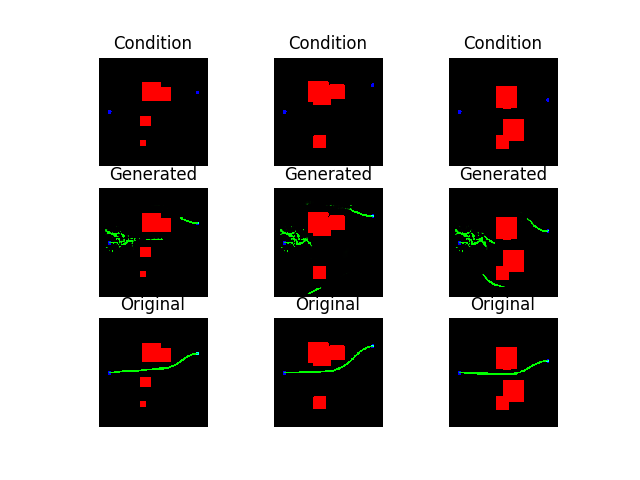 Condition Condition Condition
Generated Generated Generated
Original Original Original